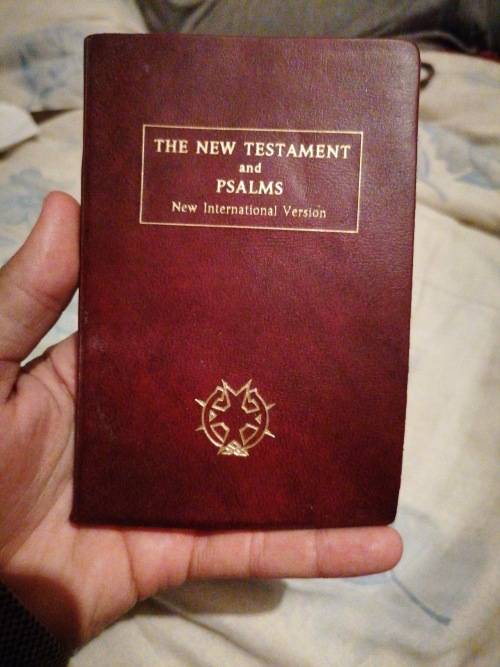 THE NEW TESTAMENT
and
PSALMS
New International Version